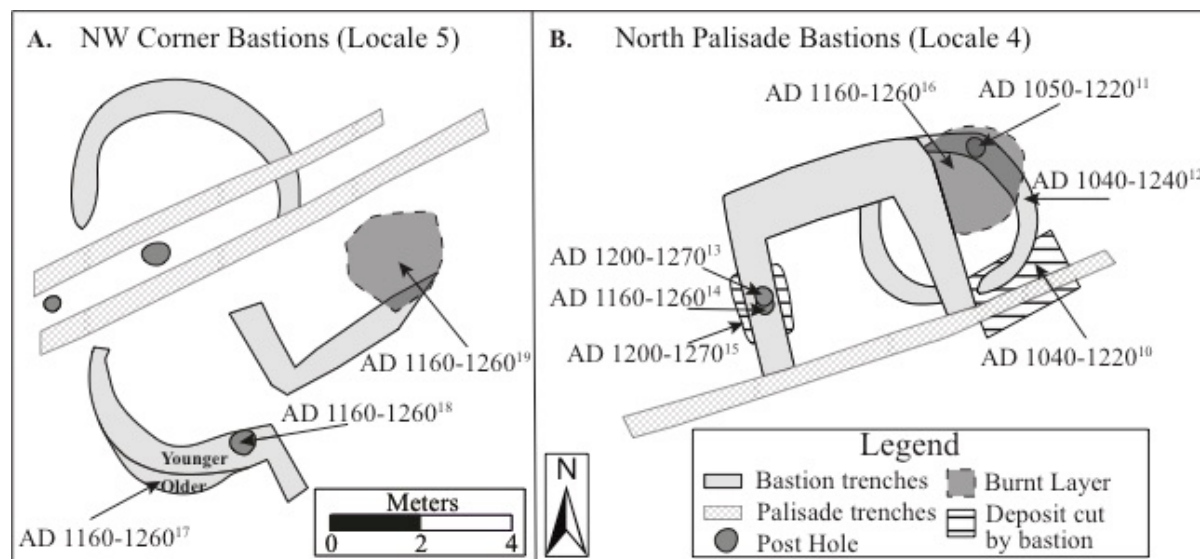 A. NW Corner Bastions (Locale 5)
AD 1160-1260¹⁹
AD 1160-1260¹⁸
Younger
Older
AD 1160-1260¹⁷
Meters
0 2 4
B. North Palisade Bastions (Locale 4)
AD 1160-1260¹⁶
AD 1050-1220¹¹
AD 1040-1240¹²
AD 1200-1270¹³
AD 1160-1260¹⁴
AD 1200-1270¹⁵
AD 1040-1220¹⁰
N
Legend
Bastion trenches
Palisade trenches
Post Hole
Burnt Layer
Deposit cut
by bastion